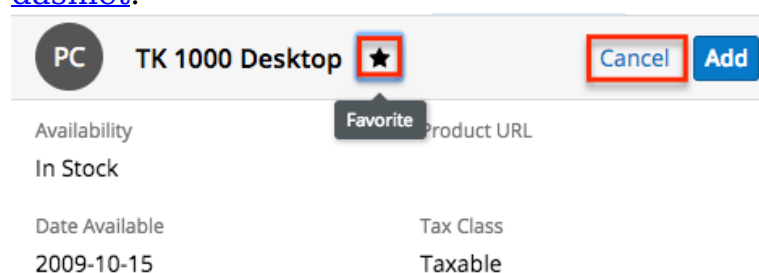 PC TK 1000 Desktop Cancel Add
Favorite
Availability Product URL
In Stock
Date Available Tax Class
2009-10-15 Taxable